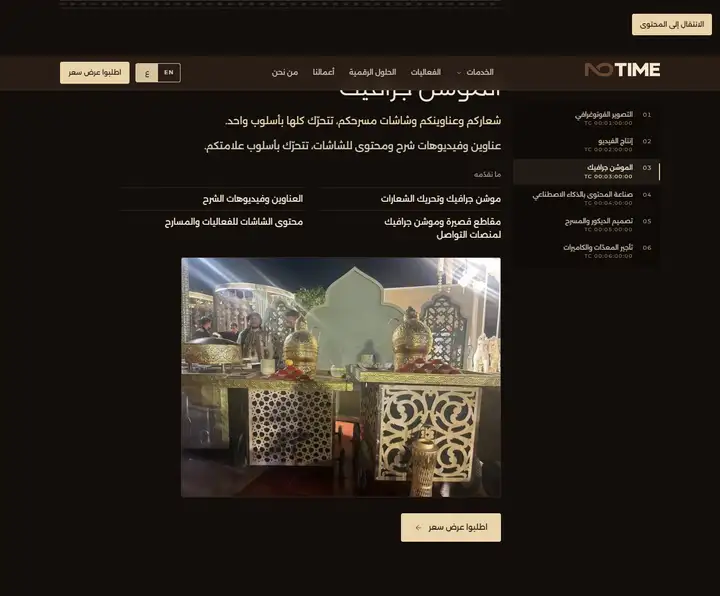 الانتقال إلى المحتوى
NOTIME
الخدمات
الفعاليات
الحلول الرقمية
أعمالنا
من نحن
EN
ع
اطلبوا عرض سعر
01 التصوير الفوتوغرافي
TC 00:01:00:00
02 إنتاج الفيديو
TC 00:02:00:00
03 الموشن جرافيك
TC 00:03:00:00
04 صناعة المحتوى بالذكاء الاصطناعي
TC 00:04:00:00
05 تصميم الديكور والمسرح
TC 00:05:00:00
06 تأجير المعدّات والكاميرات
TC 00:06:00:00
الموشن جرافيك
شعاركم وعناوينكم وشاشات مسرحكم، تتحرّك كلها بأسلوب واحد.
عناوين وفيديوهات شرح ومحتوى للشاشات، تتحرّك بأسلوب علامتكم.
ما نقدّمه
موشن جرافيك وتحريك الشعارات
العناوين وفيديوهات الشرح
مقاطع قصيرة وموشن جرافيك
لمنصات التواصل
محتوى الشاشات للفعاليات والمسارح
اطلبوا عرض سعر ←